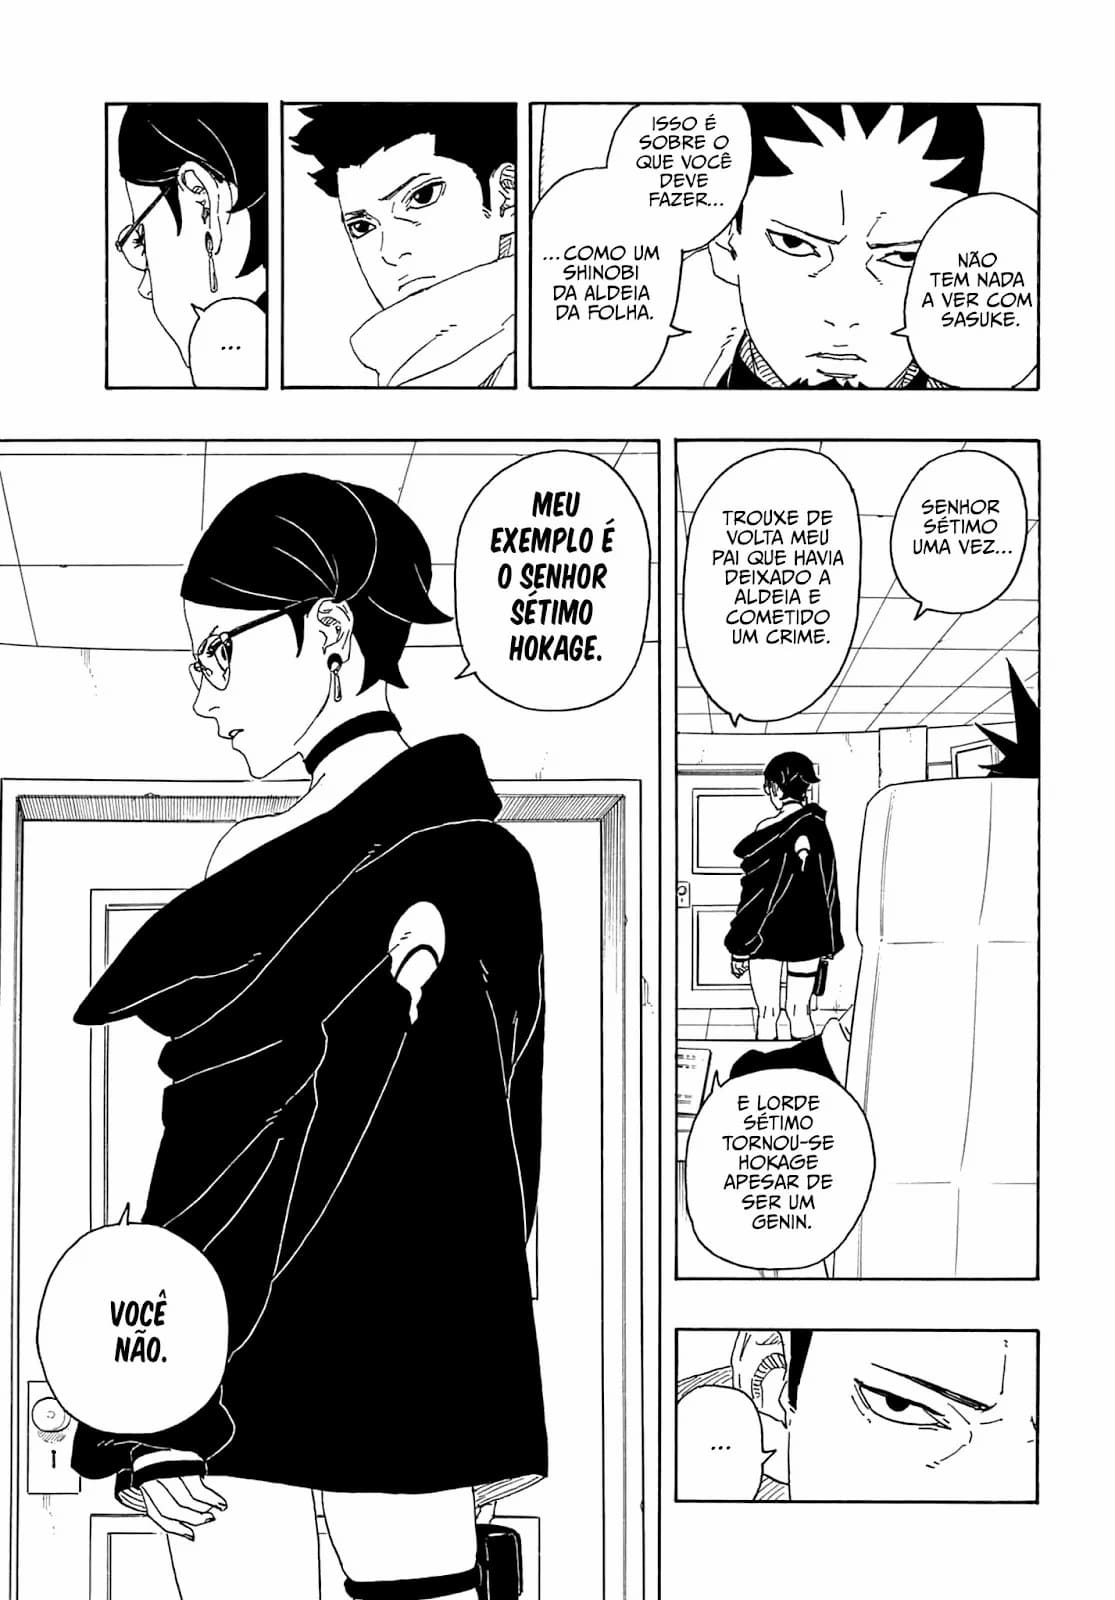 NÃO
TEM NADA
A VER COM
SASUKE.
ISSO É
SOBRE O
QUE VOCÊ
DEVE
FAZER...
...COMO UM
SHINOBI
DA ALDEIA
DA FOLHA.
...
SENHOR
SÉTIMO
UMA VEZ...
TROUXE DE
VOLTA MEU
PAI QUE HAVIA
DEIXADO A
ALDEIA E
COMETIDO
UM CRIME.
E LORDE
SÉTIMO
TORNOU-SE
HOKAGE
APESAR DE
SER UM
GENIN.
...
MEU
EXEMPLO É
O SENHOR
SÉTIMO
HOKAGE.
VOCÊ
NÃO.